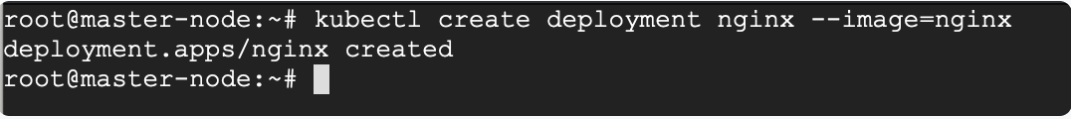 root@master-node:~# kubectl create deployment nginx --image=nginx
deployment.apps/nginx created
root@master-node:~#